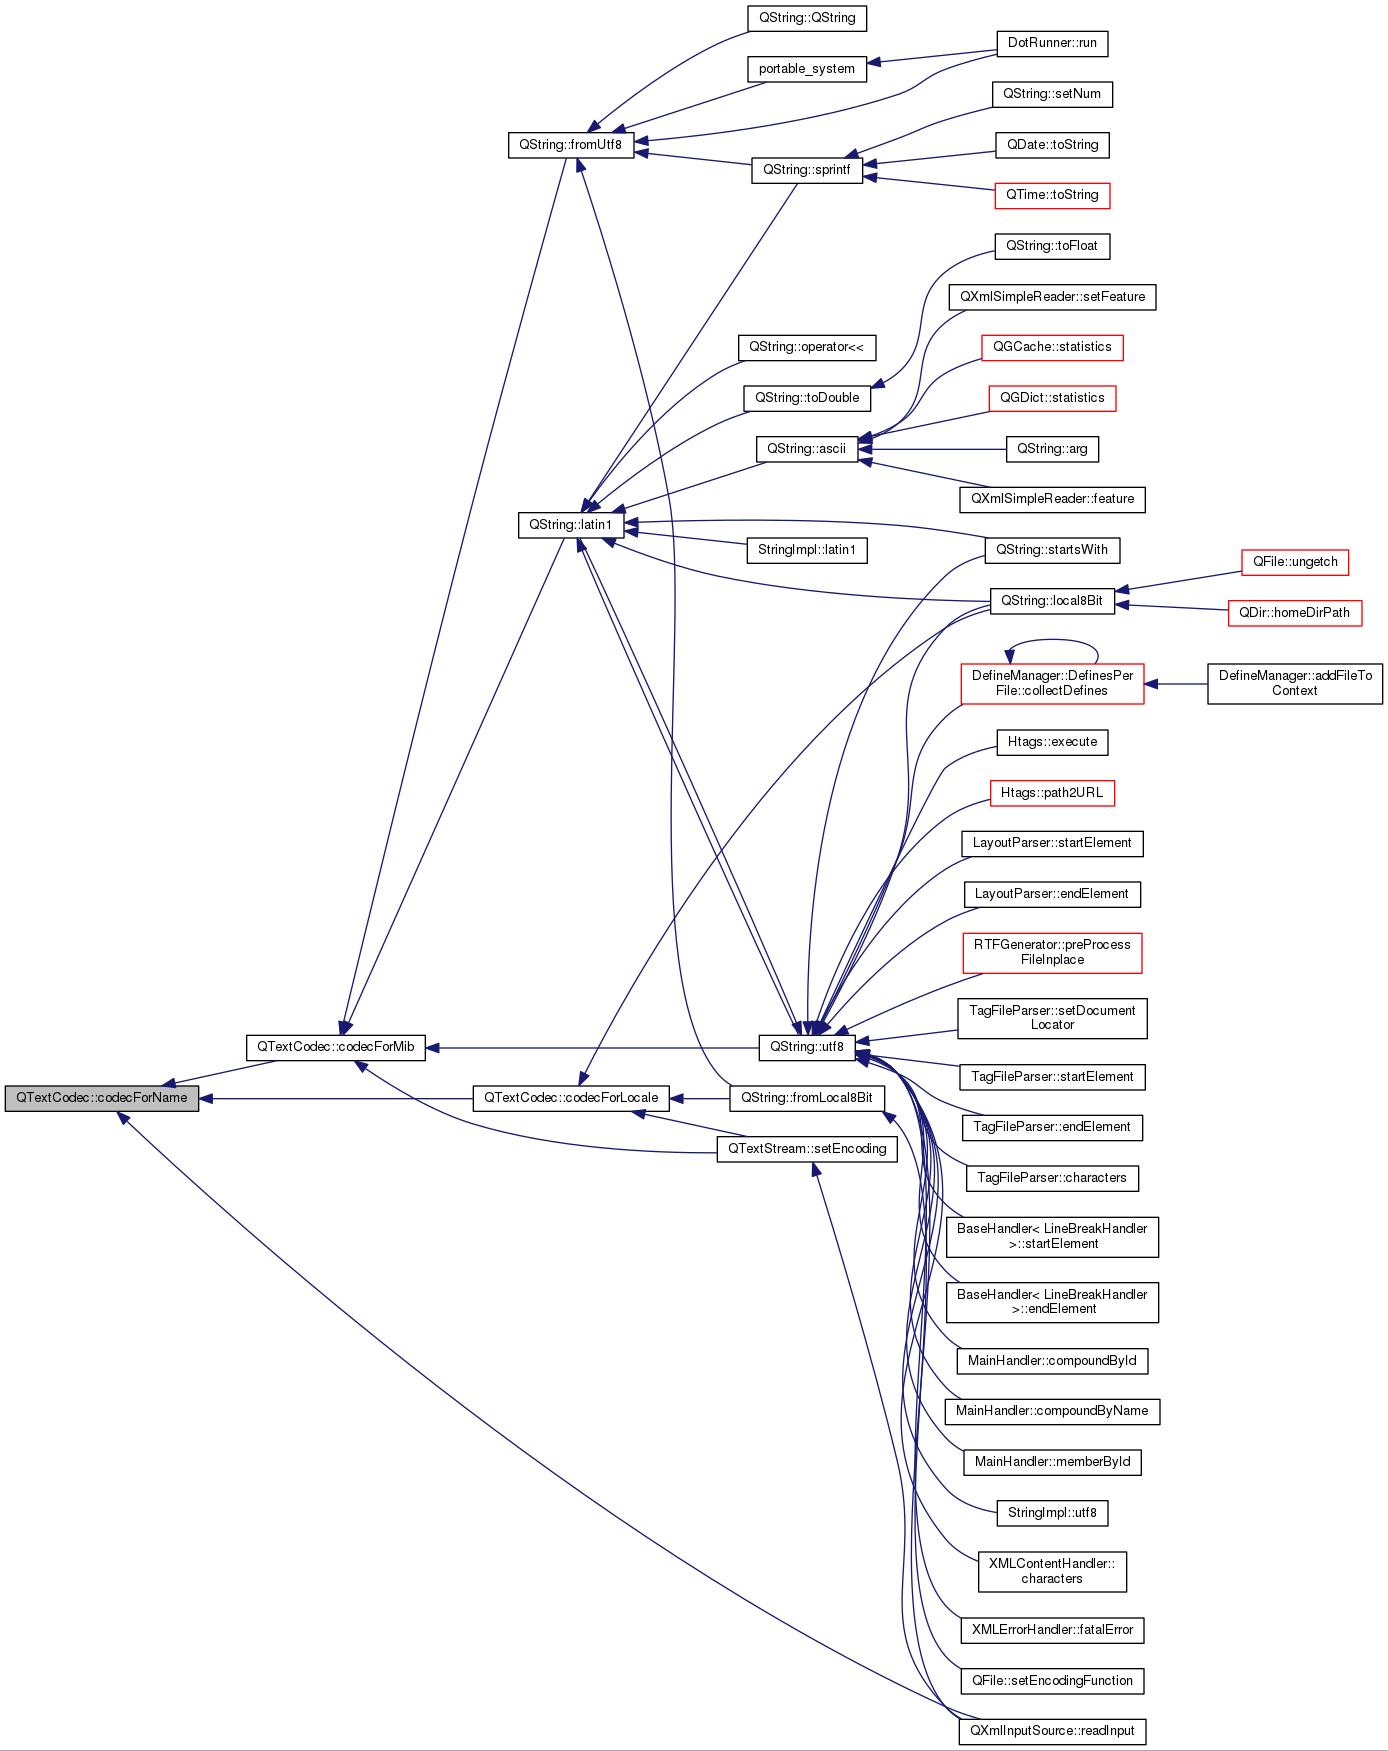 QString::QString
DotRunner::run
portable_system
QString::setNum
QString::fromUtf8
QDate::toString
QString::sprintf
QTime::toString
QString::toFloat
QXmlSimpleReader::setFeature
QString::operator<<
QGCache::statistics
QString::toDouble
QGDict::statistics
QString::ascii
QString::arg
QXmlSimpleReader::feature
QString::latin1
StringImpl::latin1
QString::startsWith
QFile::ungetch
QString::local8Bit
QDir::homeDirPath
DefineManager::DefinesPer
File::collectDefines
DefineManager::addFileTo
Context
Htags::execute
Htags::path2URL
LayoutParser::startElement
LayoutParser::endElement
RTFGenerator::preProcess
FileInplace
TagFileParser::setDocument
Locator
QTextCodec::codecForMib
QString::utf8
TagFileParser::startElement
QTextCodec::codecForName
QTextCodec::codecForLocale
QString::fromLocal8Bit
TagFileParser::endElement
QTextStream::setEncoding
TagFileParser::characters
BaseHandler< LineBreakHandler
>::startElement
BaseHandler< LineBreakHandler
>::endElement
MainHandler::compoundById
MainHandler::compoundByName
MainHandler::memberById
StringImpl::utf8
XMLContentHandler::
characters
XMLErrorHandler::fatalError
QFile::setEncodingFunction
QXmlInputSource::readInput